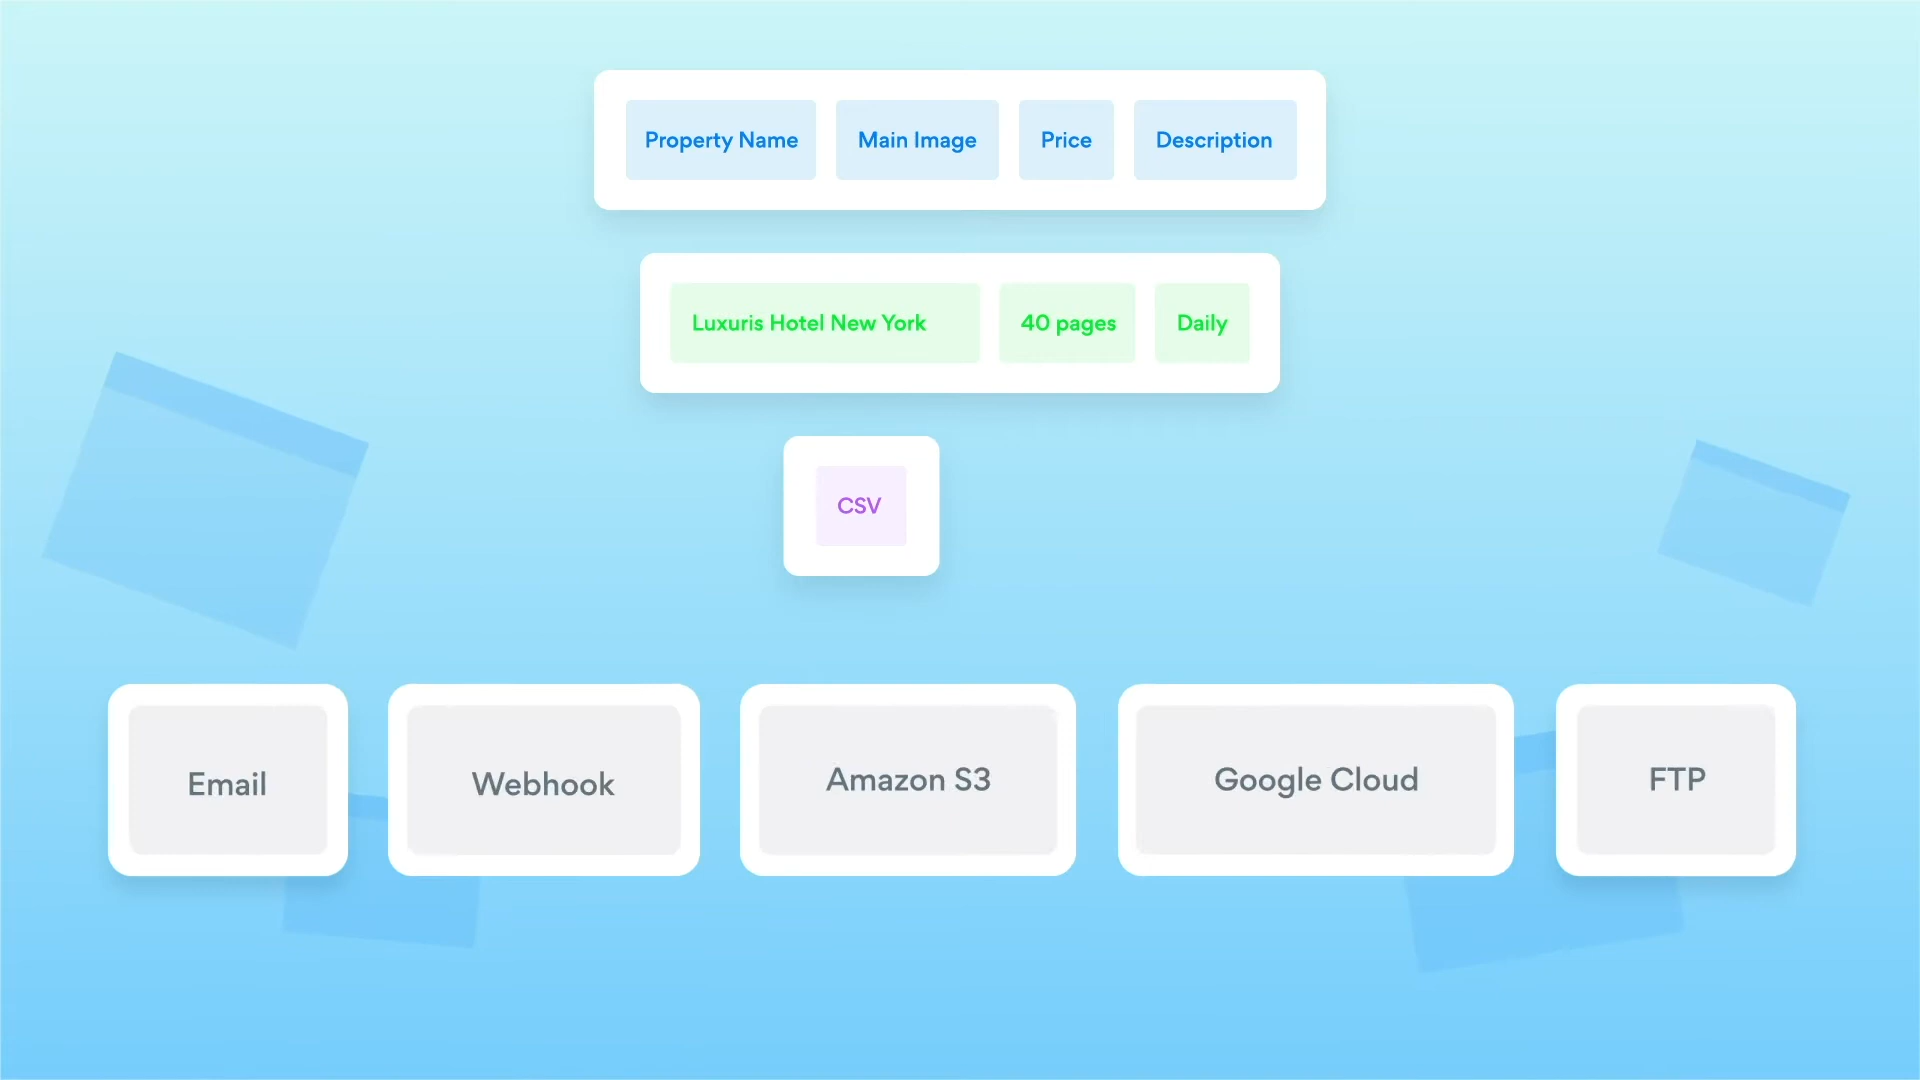 Property Name Main Image Price Description
Luxuris Hotel New York 40 pages Daily
CSV
Email Webhook Amazon S3 Google Cloud FTP